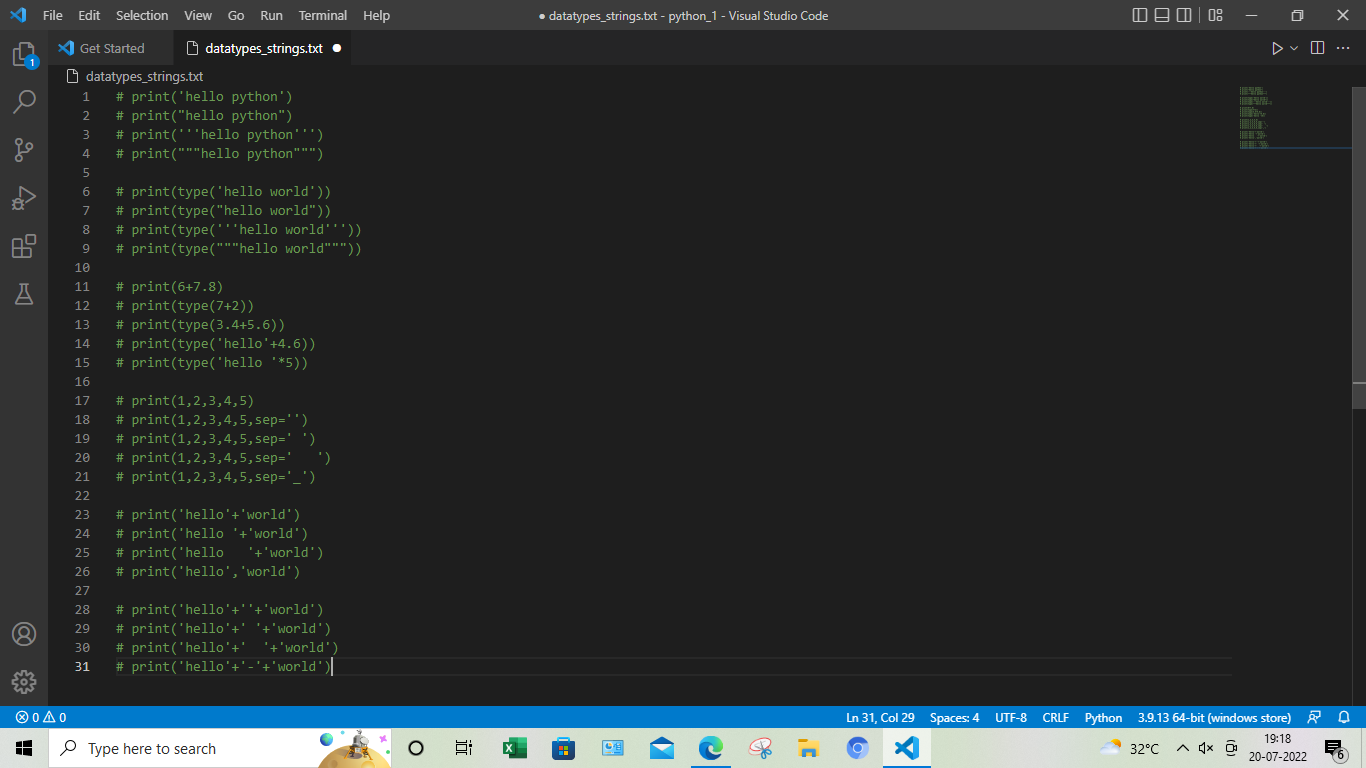 File Edit Selection View Go Run Terminal Help ● datatypes_strings.txt - python_1 - Visual Studio Code
Get Started datatypes_strings.txt ●
1
datatypes_strings.txt
1 # print('hello python')
2 # print("hello python")
3 # print('''hello python''')
4 # print("""hello python""")
5
6 # print(type('hello world'))
7 # print(type("hello world"))
8 # print(type('''hello world'''))
9 # print(type("""hello world"""))
10
11 # print(6+7.8)
12 # print(type(7+2))
13 # print(type(3.4+5.6))
14 # print(type('hello'+4.6))
15 # print(type('hello '*5))
16
17 # print(1,2,3,4,5)
18 # print(1,2,3,4,5,sep='')
19 # print(1,2,3,4,5,sep=' ')
20 # print(1,2,3,4,5,sep='   ')
21 # print(1,2,3,4,5,sep='_')
22
23 # print('hello'+'world')
24 # print('hello '+'world')
25 # print('hello   '+'world')
26 # print('hello','world')
27
28 # print('hello'+''+'world')
29 # print('hello'+' '+'world')
30 # print('hello'+'  '+'world')
31 # print('hello'+'-'+'world')
0 0 Ln 31, Col 29 Spaces: 4 UTF-8 CRLF Python 3.9.13 64-bit (windows store)
Type here to search 32°C 19:18
20-07-2022 6